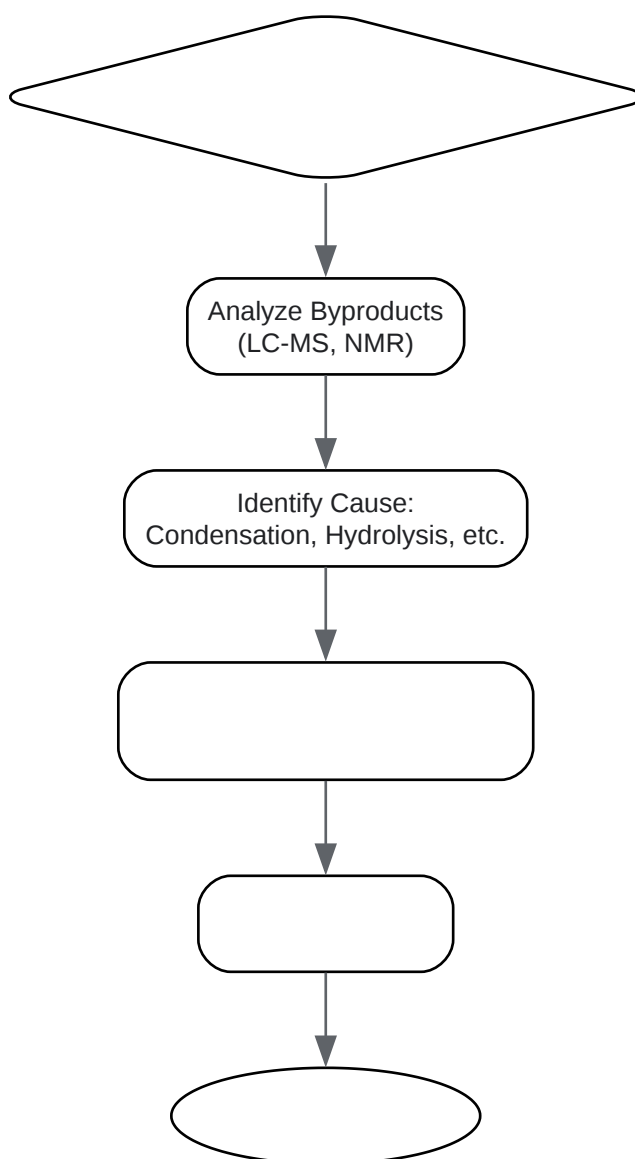 Analyze Byproducts
(LC-MS, NMR)
Identify Cause:
Condensation, Hydrolysis, etc.